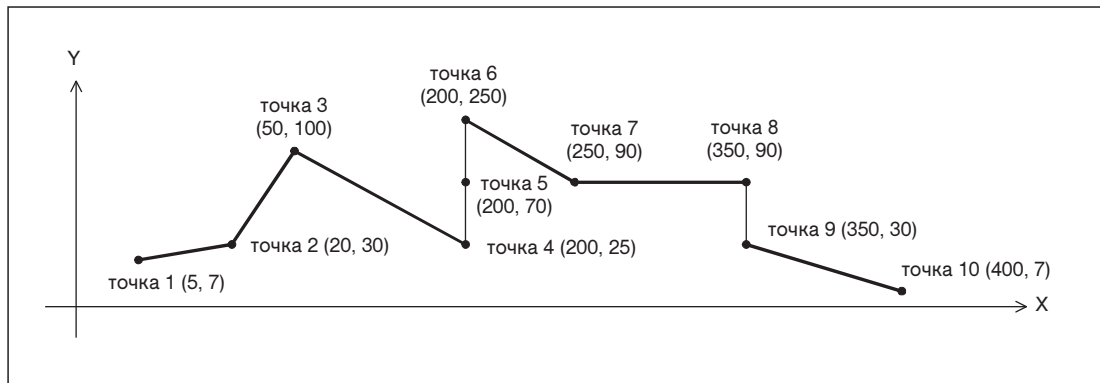 Y
точка 6
(200, 250)
точка 3
(50, 100)
точка 7
(250, 90)
точка 8
(350, 90)
точка 5
(200, 70)
точка 2 (20, 30)
точка 4 (200, 25)
точка 9 (350, 30)
точка 1 (5, 7)
точка 10 (400, 7)
X